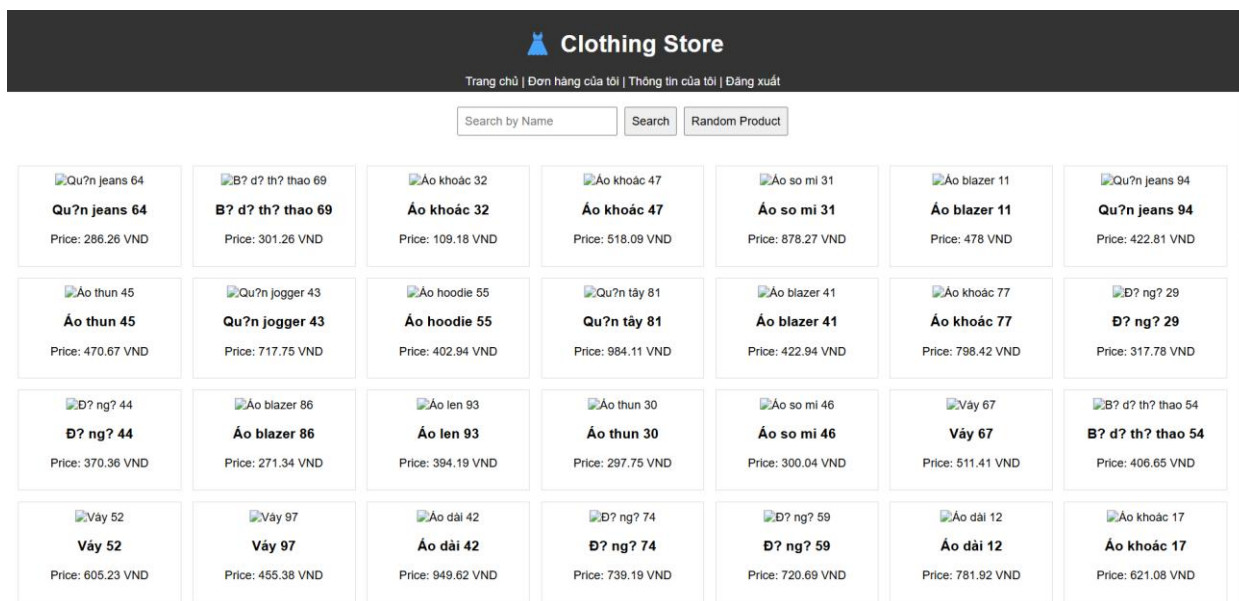 Clothing Store
Trang chủ | Đơn hàng của tôi | Thông tin của tôi | Đăng xuất
Search by Name Search Random Product
Qu?n jeans 64 B? d? th? thao 69 Áo khoác 32 Áo khoác 47 Áo so mi 31 Áo blazer 11 Qu?n jeans 94
Qu?n jeans 64 B? d? th? thao 69 Áo khoác 32 Áo khoác 47 Áo so mi 31 Áo blazer 11 Qu?n jeans 94
Price: 286.26 VND Price: 301.26 VND Price: 109.18 VND Price: 518.09 VND Price: 878.27 VND Price: 478 VND Price: 422.81 VND
Áo thun 45 Qu?n jogger 43 Áo hoodie 55 Qu?n tây 81 Áo blazer 41 Áo khoác 77 Đ? ng? 29
Áo thun 45 Qu?n jogger 43 Áo hoodie 55 Qu?n tây 81 Áo blazer 41 Áo khoác 77 Đ? ng? 29
Price: 470.67 VND Price: 717.75 VND Price: 402.94 VND Price: 984.11 VND Price: 422.94 VND Price: 798.42 VND Price: 317.78 VND
Đ? ng? 44 Áo blazer 86 Áo len 93 Áo thun 30 Áo so mi 46 Váy 67 B? d? th? thao 54
Đ? ng? 44 Áo blazer 86 Áo len 93 Áo thun 30 Áo so mi 46 Váy 67 B? d? th? thao 54
Price: 370.36 VND Price: 271.34 VND Price: 394.19 VND Price: 297.75 VND Price: 300.04 VND Price: 511.41 VND Price: 406.65 VND
Váy 52 Váy 97 Áo dài 42 Đ? ng? 74 Đ? ng? 59 Áo dài 12 Áo khoác 17
Váy 52 Váy 97 Áo dài 42 Đ? ng? 74 Đ? ng? 59 Áo dài 12 Áo khoác 17
Price: 605.23 VND Price: 455.38 VND Price: 949.62 VND Price: 739.19 VND Price: 720.69 VND Price: 781.92 VND Price: 621.08 VND